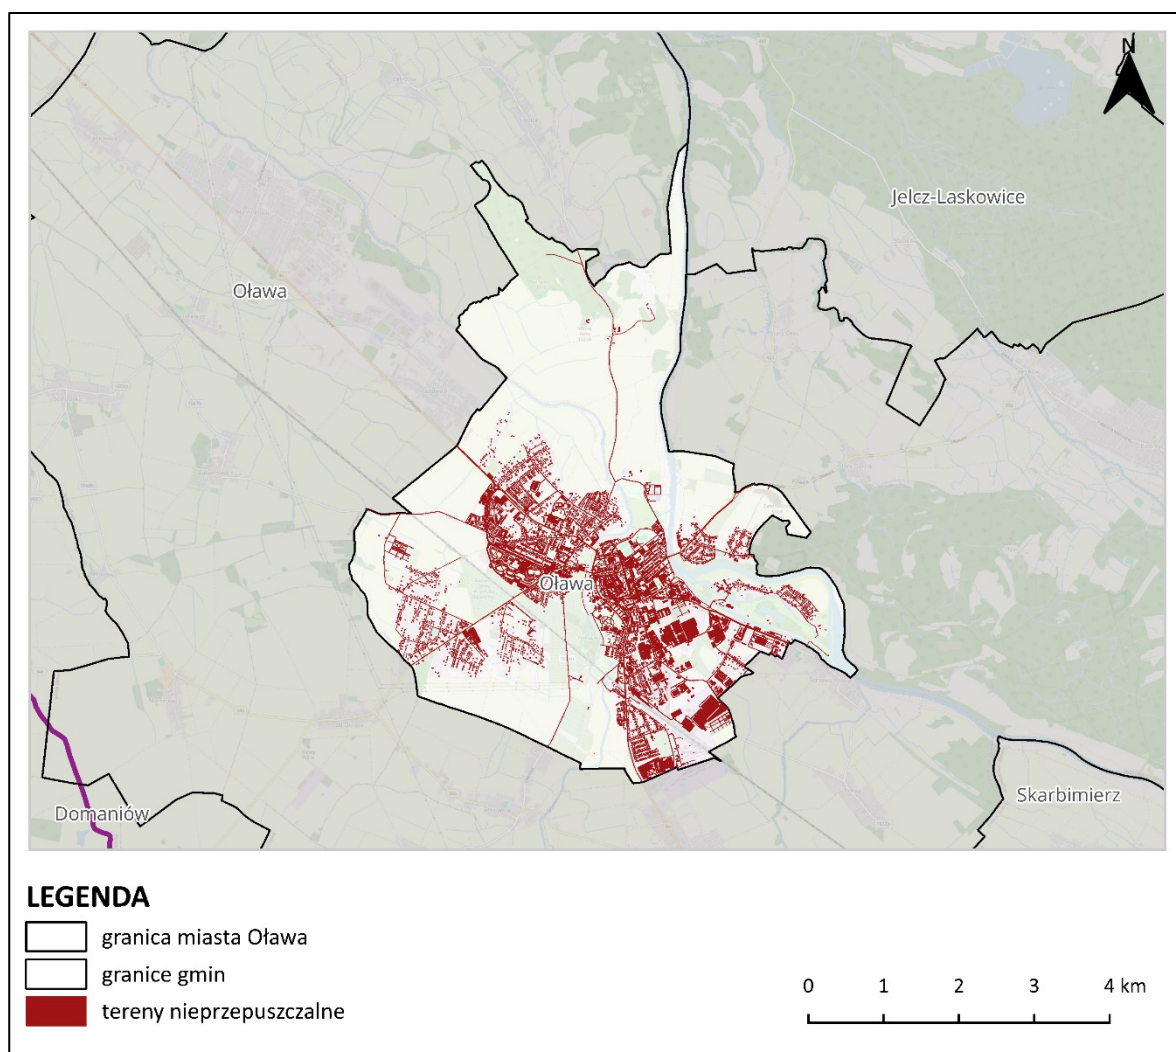 N
Jelcz-Laskowice
Oława
Oława
Skarbimierz
Domaniów
LEGENDA
granica miasta Oława
granice gmin
tereny nieprzepuszczalne
0 1 2 3 4 km